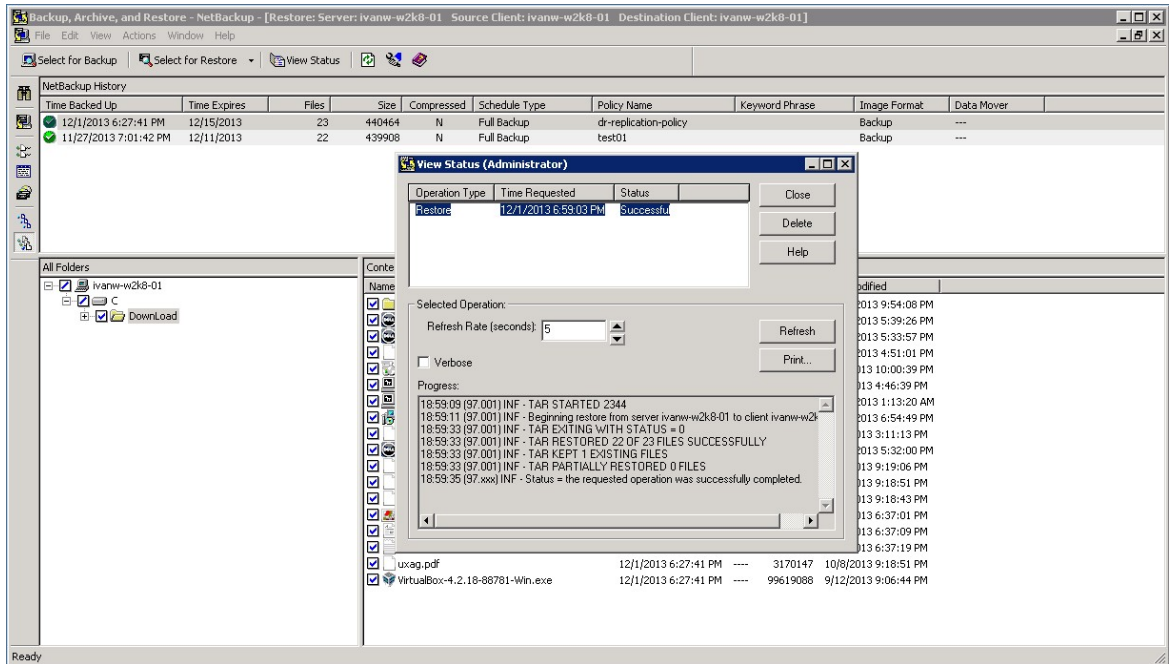 Backup, Archive, and Restore - NetBackup - [Restore: Server: ivanw-w2k8-01 Source Client: ivanw-w2k8-01 Destination Client: ivanw-w2k8-01]
File Edit View Actions Window Help
Select for Backup Select for Restore View Status
NetBackup History
Time Backed Up Time Expires Files Size Compressed Schedule Type Policy Name Keyword Phrase Image Format Data Mover
12/1/2013 6:27:41 PM 12/15/2013 23 440464 N Full Backup dr-replication-policy Backup ---
11/27/2013 7:01:42 PM 12/11/2013 22 439908 N Full Backup test01 Backup ---
View Status (Administrator)
Operation Type Time Requested Status
Restore 12/1/2013 6:59:03 PM Successfu
Close
Delete
Help
All Folders
ivanw-w2k8-01
C
DownLoad
Conte
Name odified
Selected Operation:
Refresh Rate (seconds): 5
Refresh
Verbose
Print...
Progress:
18:59:09 (97.001) INF - TAR STARTED 2344
18:59:11 (97.001) INF - Beginning restore from server ivanw-w2k8-01 to client ivanw-w2k
18:59:33 (97.001) INF - TAR EXITING WITH STATUS = 0
18:59:33 (97.001) INF - TAR RESTORED 22 OF 23 FILES SUCCESSFULLY
18:59:33 (97.001) INF - TAR KEPT 1 EXISTING FILES
18:59:33 (97.001) INF - TAR PARTIALLY RESTORED 0 FILES
18:59:35 (97.xxx) INF - Status = the requested operation was successfully completed.
2013 9:54:08 PM
2013 5:39:26 PM
2013 5:33:57 PM
2013 4:51:01 PM
013 10:00:39 PM
013 4:46:39 PM
2013 1:13:20 AM
2013 6:54:49 PM
013 3:11:13 PM
2013 5:32:00 PM
013 9:19:06 PM
013 9:18:51 PM
013 9:18:43 PM
013 6:37:01 PM
013 6:37:09 PM
013 6:37:19 PM
uxag.pdf 12/1/2013 6:27:41 PM ---- 3170147 10/8/2013 9:18:51 PM
VirtualBox-4.2.18-88781-Win.exe 12/1/2013 6:27:41 PM ---- 99619088 9/12/2013 9:06:44 PM
Ready